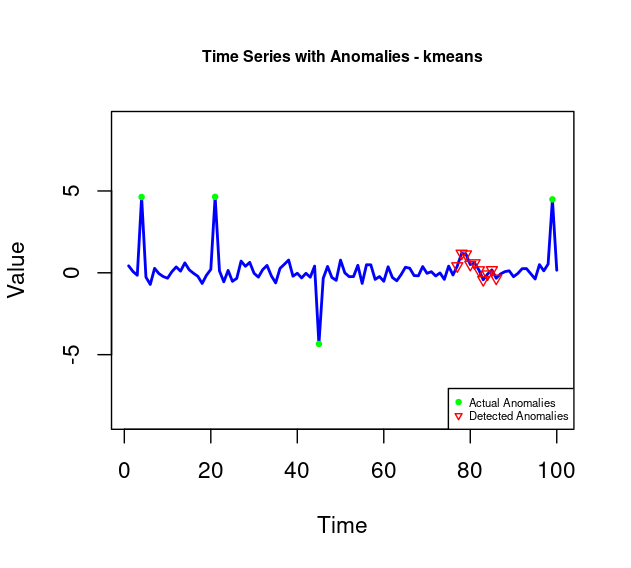 Time Series with Anomalies - kmeans
Value
5
0
-5
Actual Anomalies
Detected Anomalies
0 20 40 60 80 100
Time